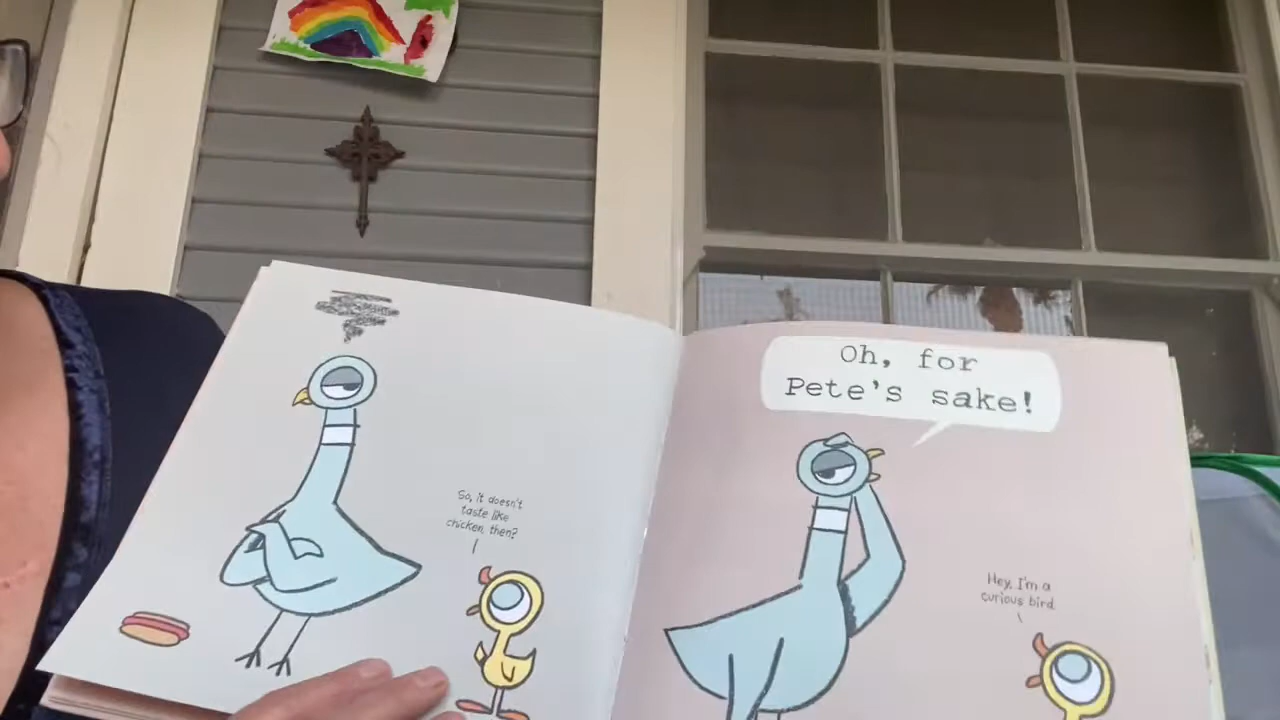 So, it doesn't
taste like
chicken, then?
Oh, for
Pete's sake!
Hey, I'm a
curious bird.